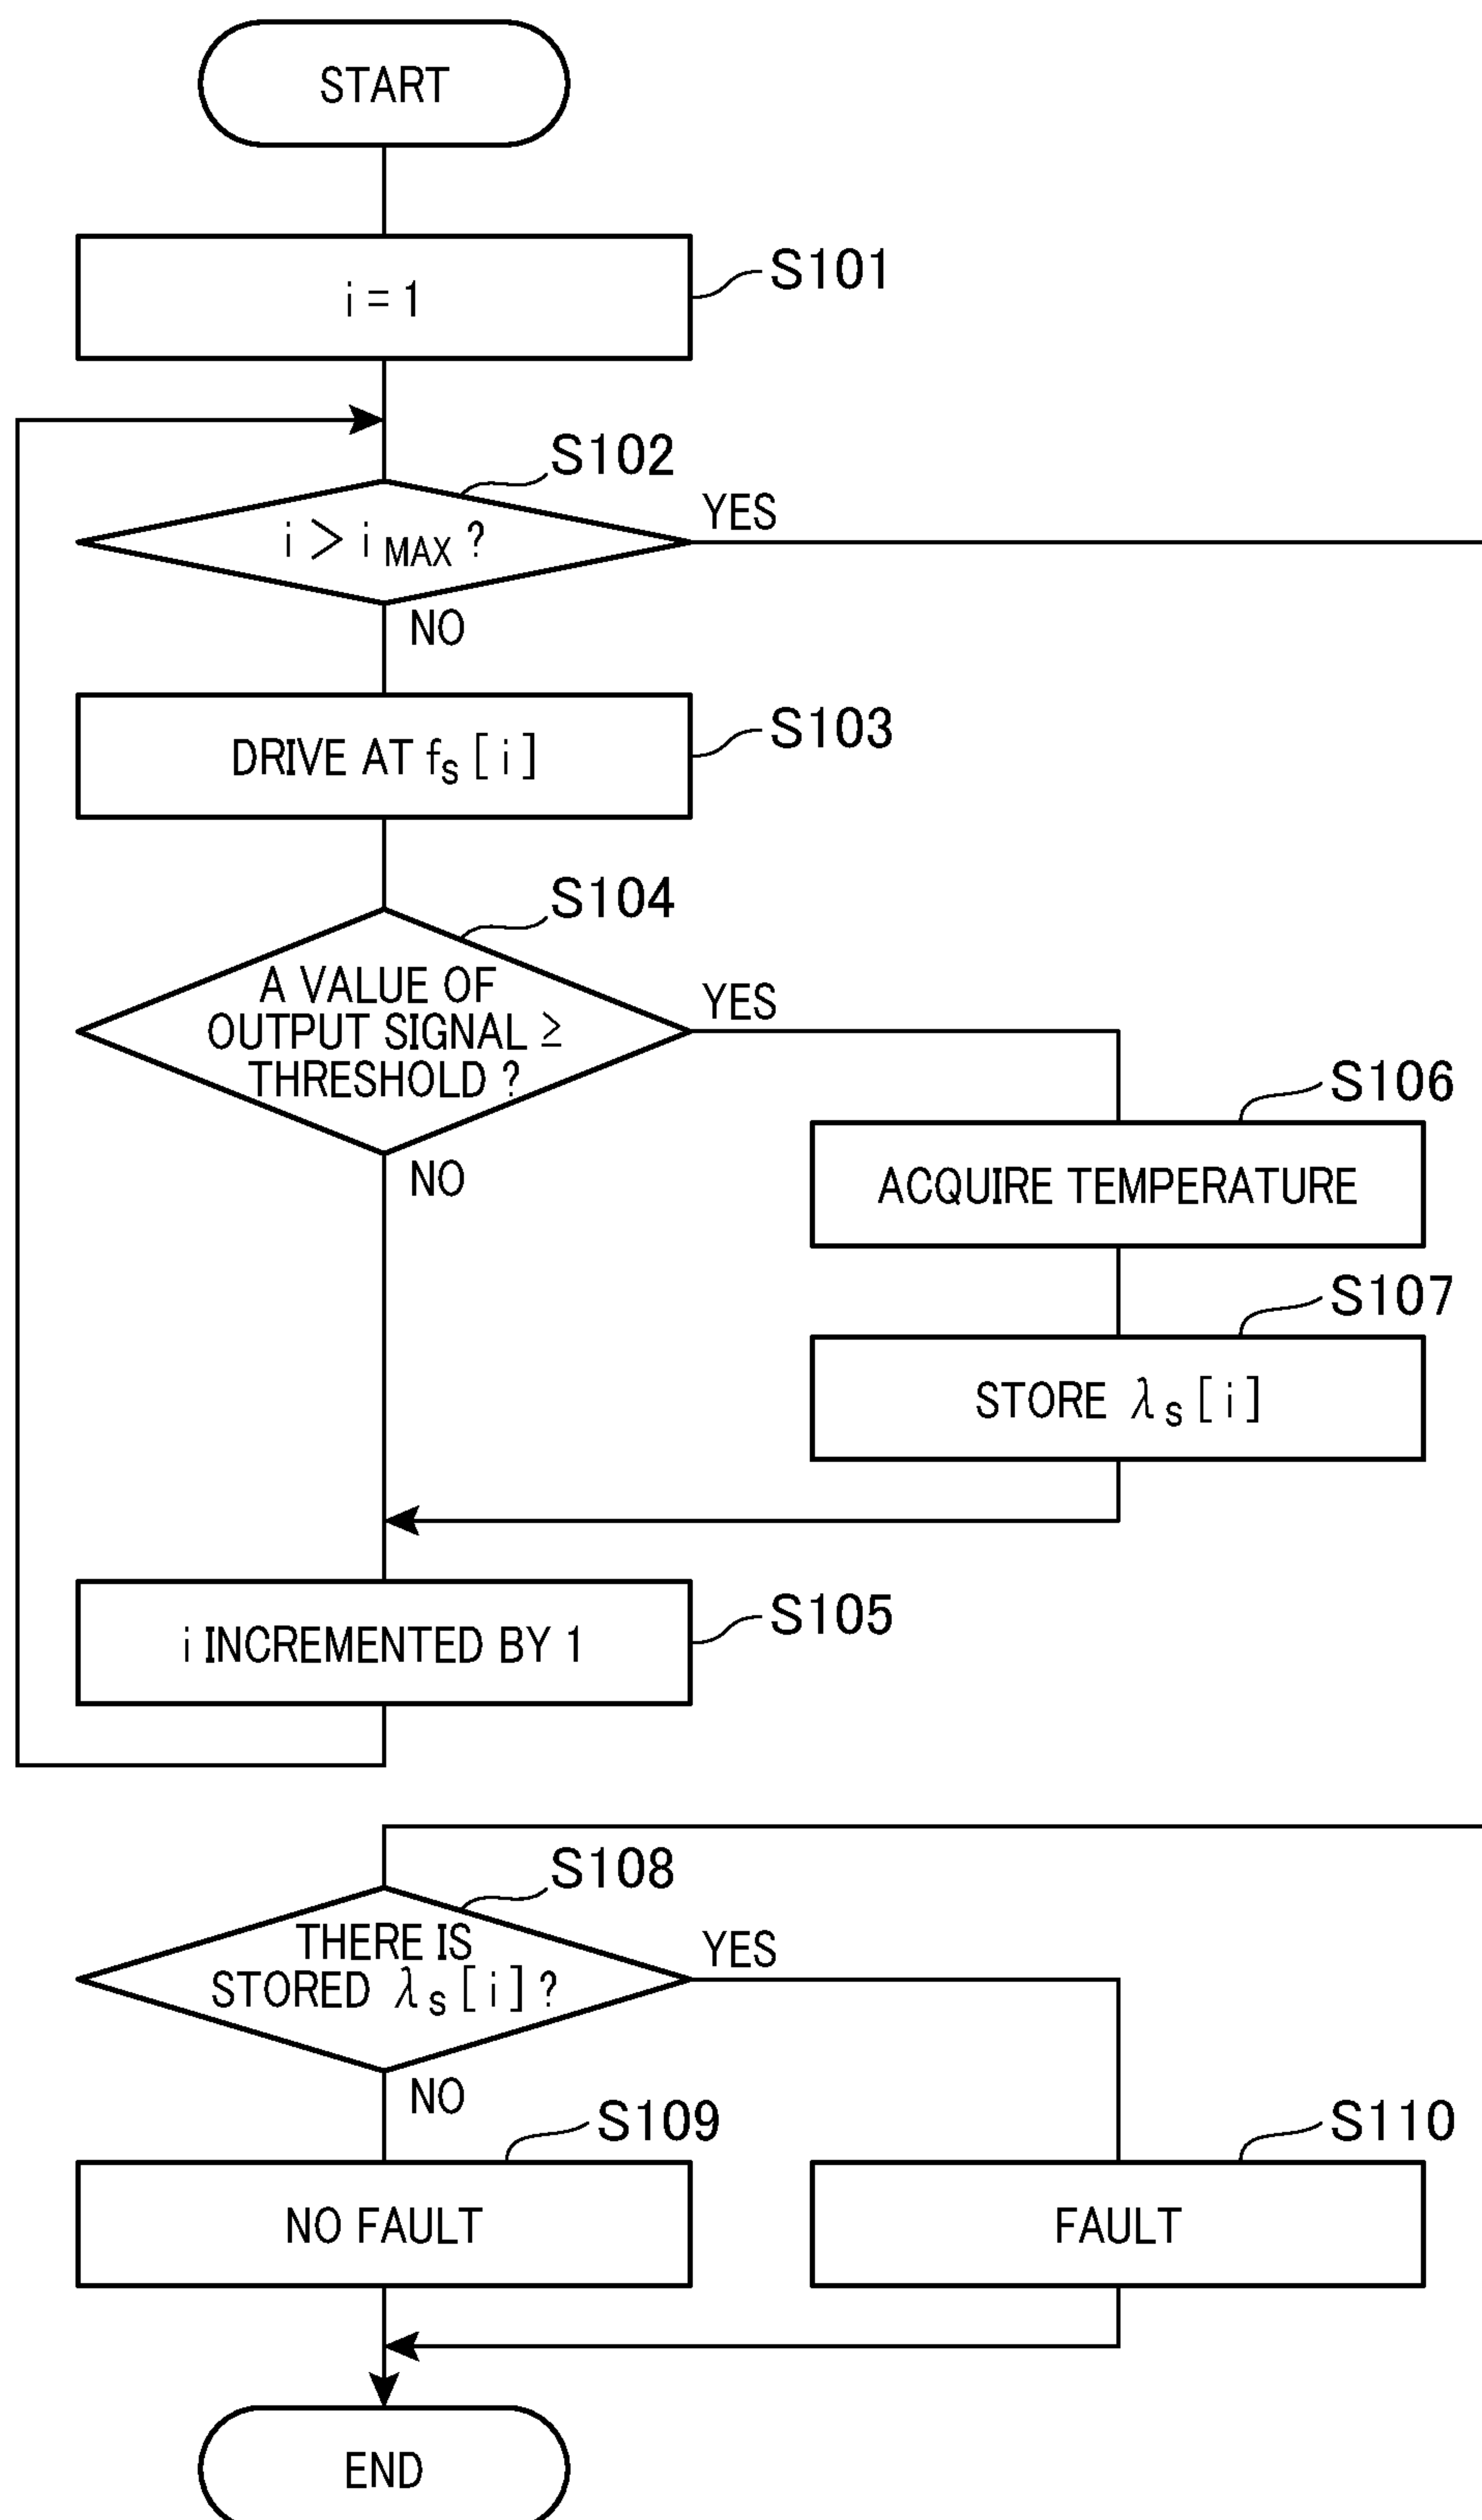 START
i = 1
S101
S102
i > i MAX ?
YES
NO
DRIVE AT fs [ i ]
S103
S104
A VALUE OF
OUTPUT SIGNAL ≥
THRESHOLD ?
YES
NO
S106
ACQUIRE TEMPERATURE
S107
STORE λs [ i ]
i INCREMENTED BY 1
S105
S108
THERE IS
STORED λs [ i ] ?
YES
NO
S109
NO FAULT
S110
FAULT
END